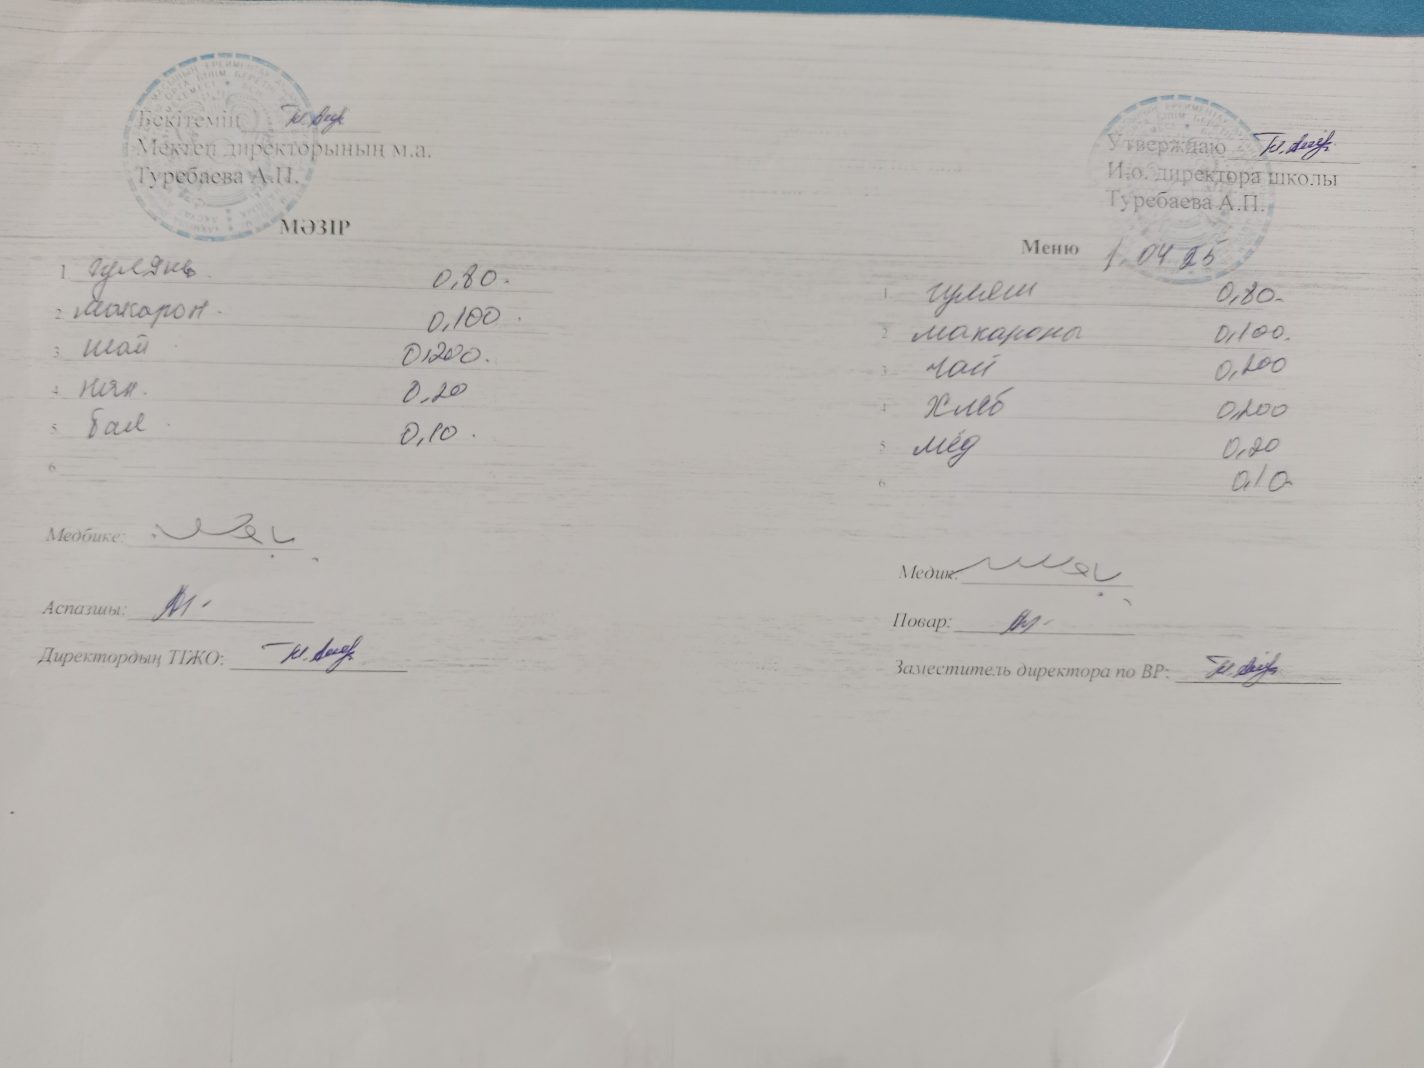 Бекітемін
Мектеп директорының м.а.
Туребаева А.П.
МӘЗІР
1 гуляш 0,80.
2. макарон. 0,100.
3 шай 0,200.
4 нан. 0,20
5 бал 0,10.
6
Медбике:
Аспазшы:
Директордың ТІЖО:
Утверждаю
И.о. директора школы
Туребаева А.П.
Меню 1.04 25
1 гуляш 0,80.
2 макароны 0,100.
3 чай 0,200
4 хлеб 0,200
5 мёд 0,20
6 0,10.
Медик:
Повар:
Заместитель директора по ВР: